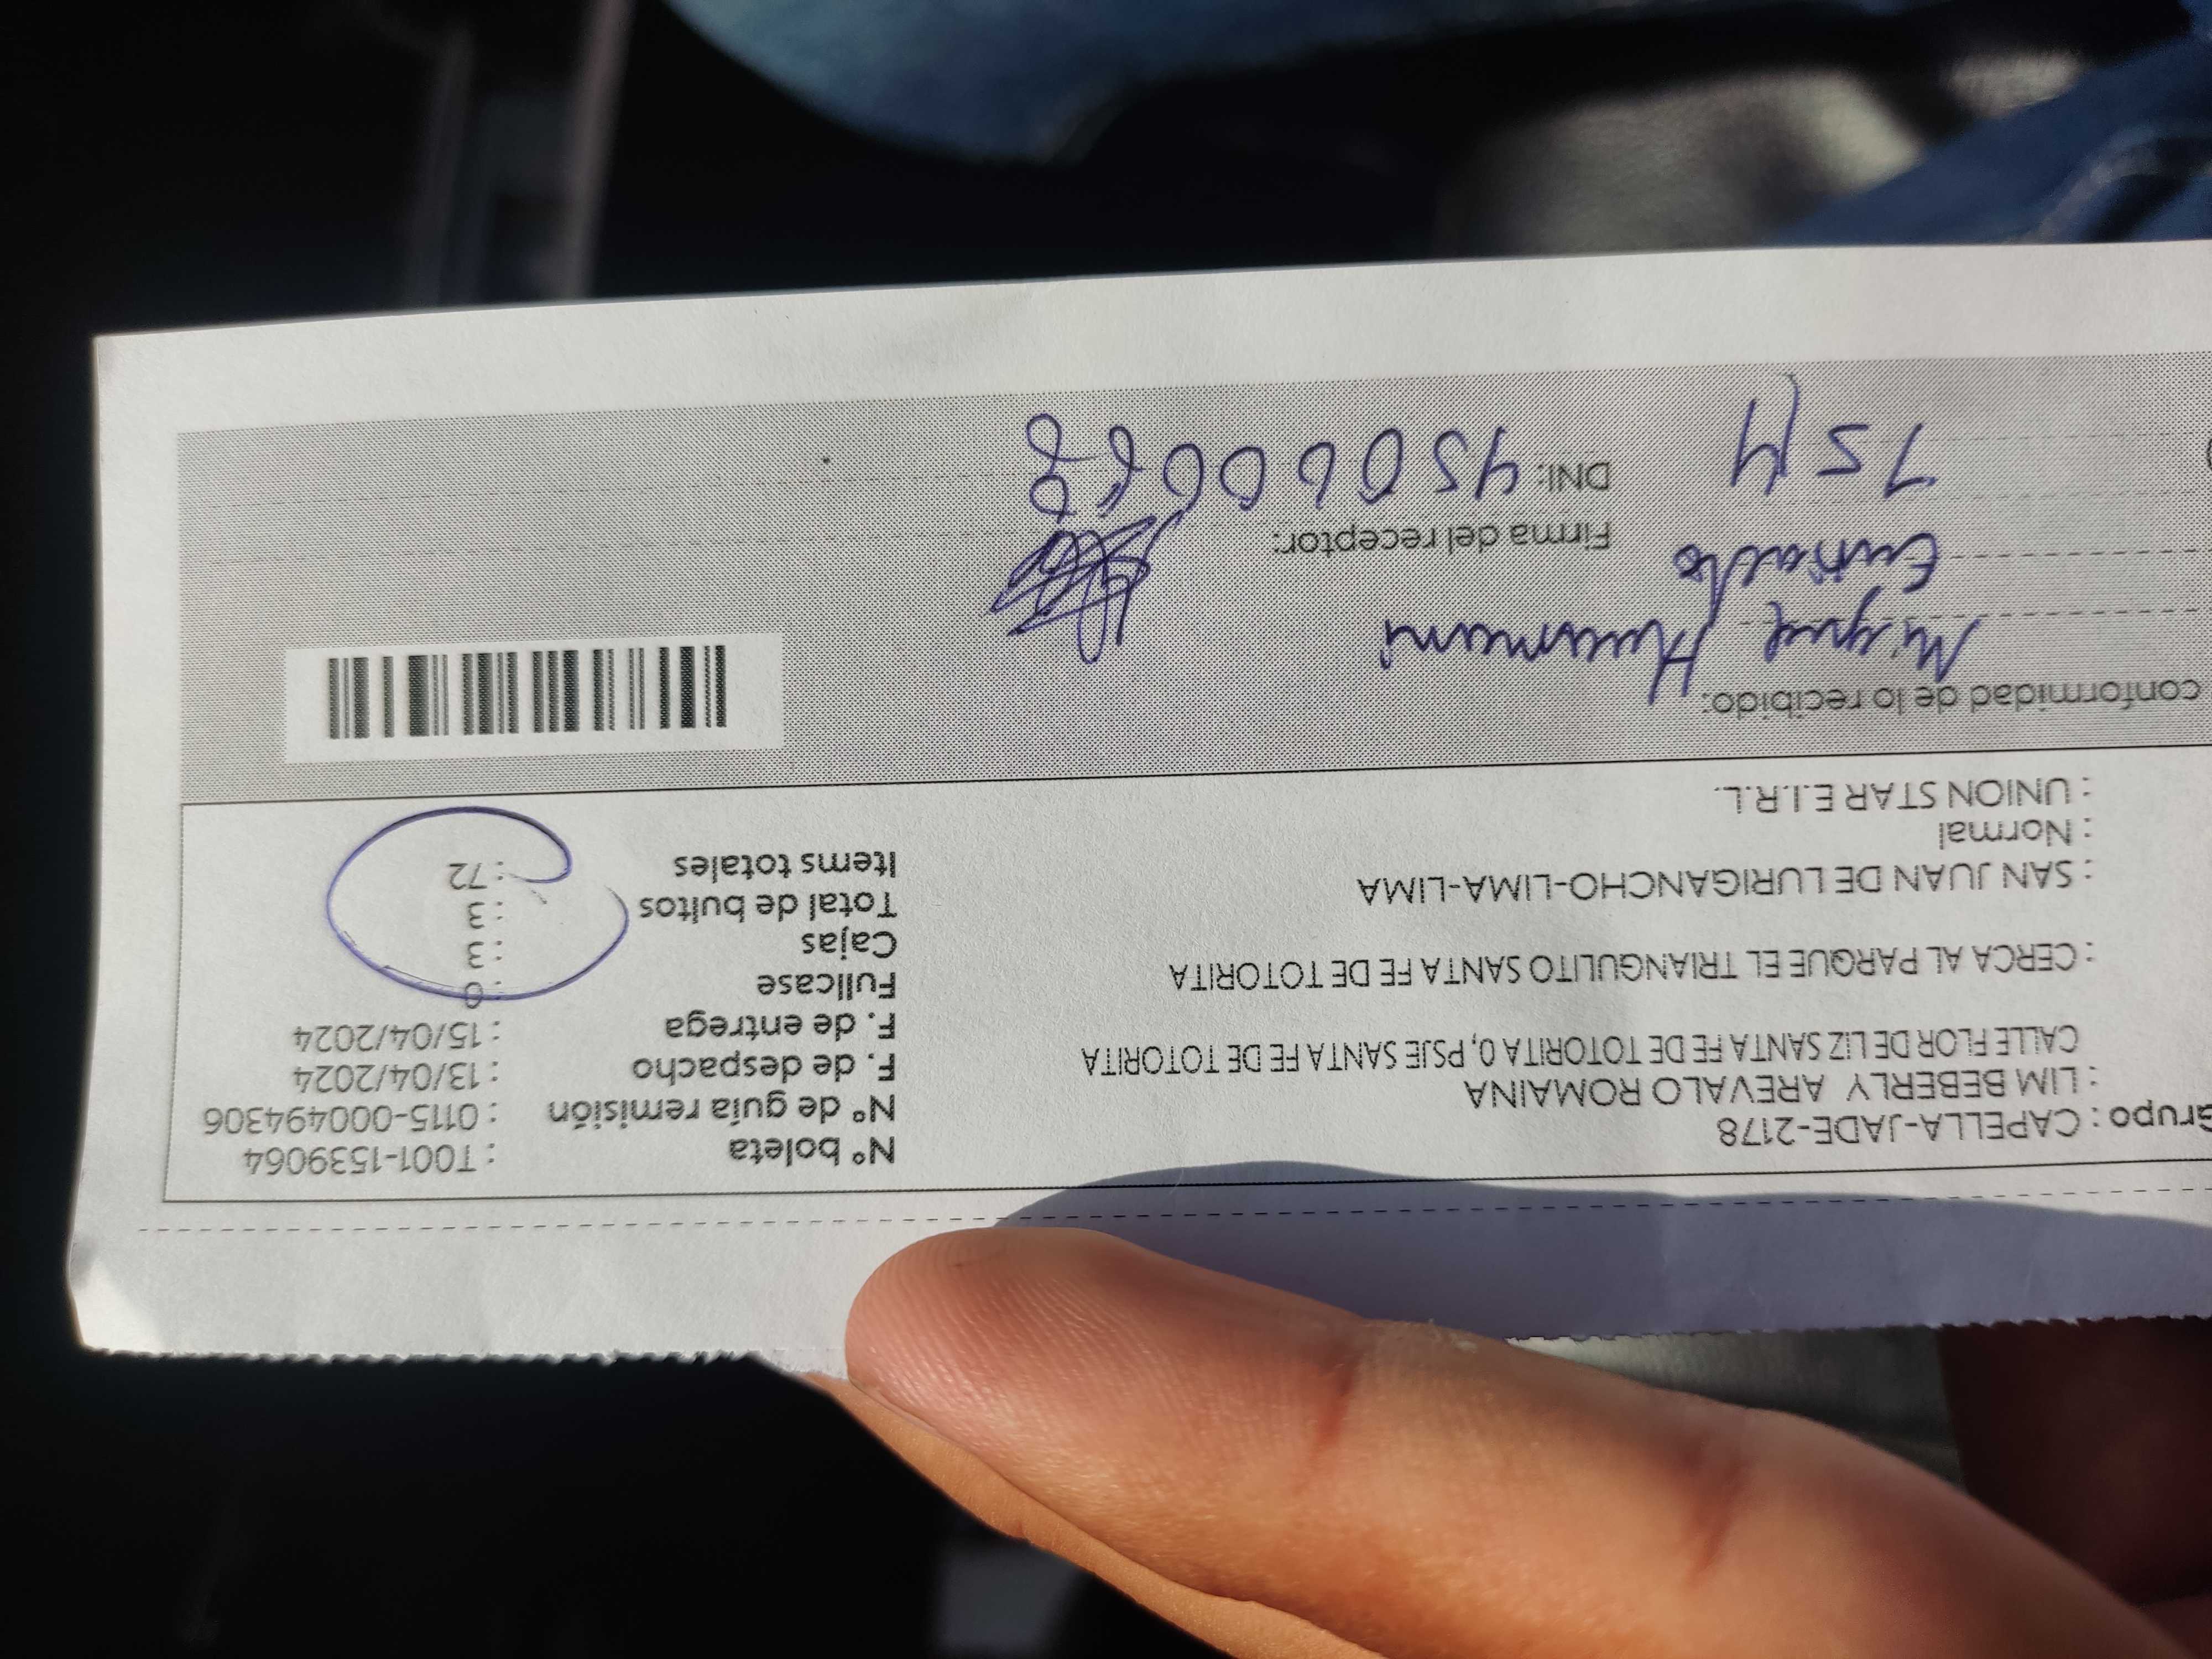 Grupo : CAPELLA-JADE-2178
: LIM BEBERLY AREVALO ROMAINA
CALLE FLOR DE LIZ SANTA FE DE TOTORITA 0, PSJE SANTA FE DE TOTORITA
: CERCA AL PARQUE EL TRIANGULITO SANTA FE DE TOTORITA
: SAN JUAN DE LURIGANCHO-LIMA-LIMA
: Normal
: UNION STAR E.I.R.L.
N° boleta : T001-1539064
N° de guía remisión : 0115-000494306
F. de despacho : 13/04/2024
F. de entrega : 15/04/2024
Fullcase : 0
Cajas : 3
Total de bultos : 3
Items totales : 72
conformidad de lo recibido:
Miguel Huamani
Firma del receptor:
DNI: